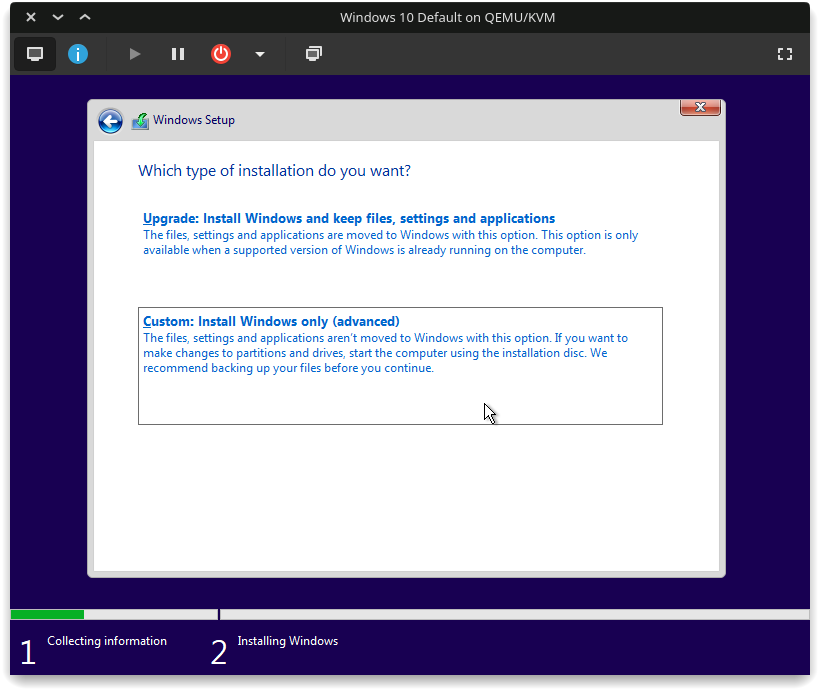 Windows 10 Default on QEMU/KVM
Windows Setup
Which type of installation do you want?
Upgrade: Install Windows and keep files, settings and applications
The files, settings and applications are moved to Windows with this option. This option is only
available when a supported version of Windows is already running on the computer.
Custom: Install Windows only (advanced)
The files, settings and applications aren't moved to Windows with this option. If you want to
make changes to partitions and drives, start the computer using the installation disc. We
recommend backing up your files before you continue.
1 Collecting information
2 Installing Windows